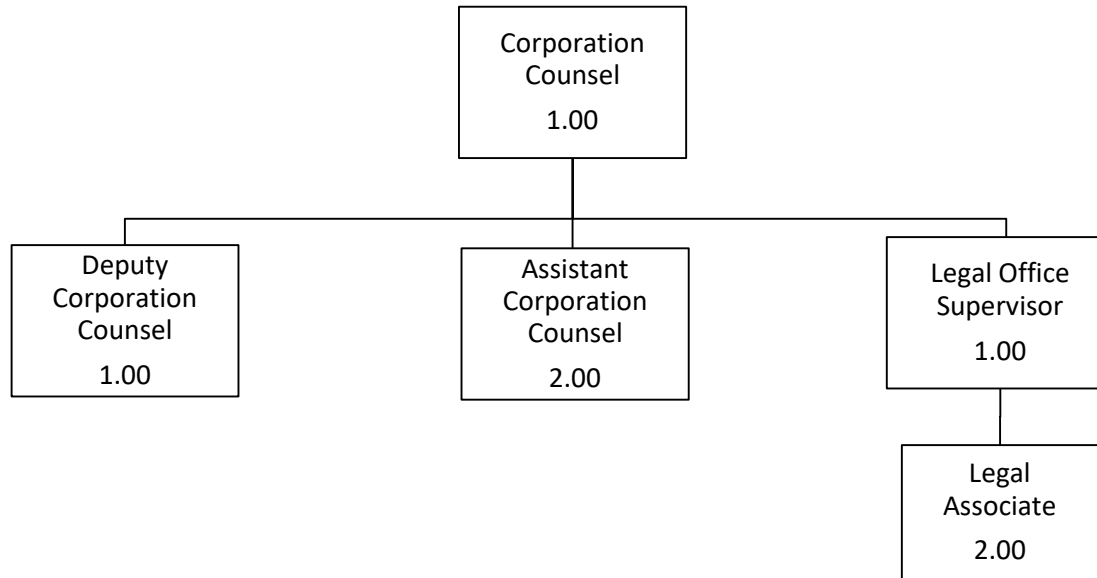 Corporation
Counsel
1.00
Deputy
Corporation
Counsel
1.00
Assistant
Corporation
Counsel
2.00
Legal Office
Supervisor
1.00
Legal
Associate
2.00